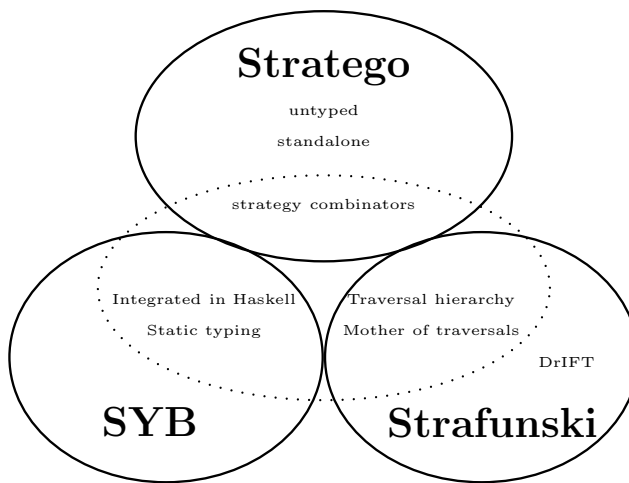 Stratego
untyped
standalone
strategy combinators
Integrated in Haskell
Static typing
Traversal hierarchy
Mother of traversals
DrIFT
SYB
Strafunski